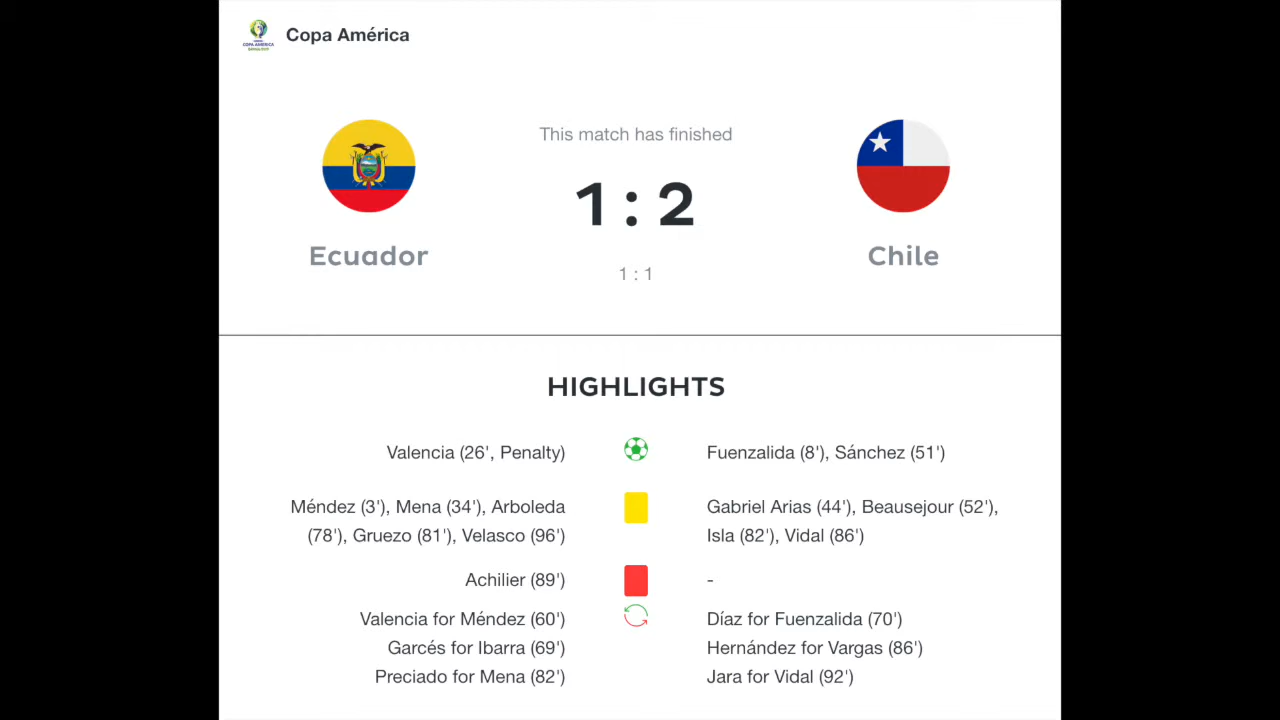 Copa América
This match has finished
1 : 2
Ecuador
Chile
1 : 1
HIGHLIGHTS
Valencia (26', Penalty)
Fuenzalida (8'), Sánchez (51')
Méndez (3'), Mena (34'), Arboleda
(78'), Gruezo (81'), Velasco (96')
Gabriel Arias (44'), Beausejour (52'),
Isla (82'), Vidal (86')
Achilier (89')
-
Valencia for Méndez (60')
Garcés for Ibarra (69')
Preciado for Mena (82')
Díaz for Fuenzalida (70')
Hernández for Vargas (86')
Jara for Vidal (92')